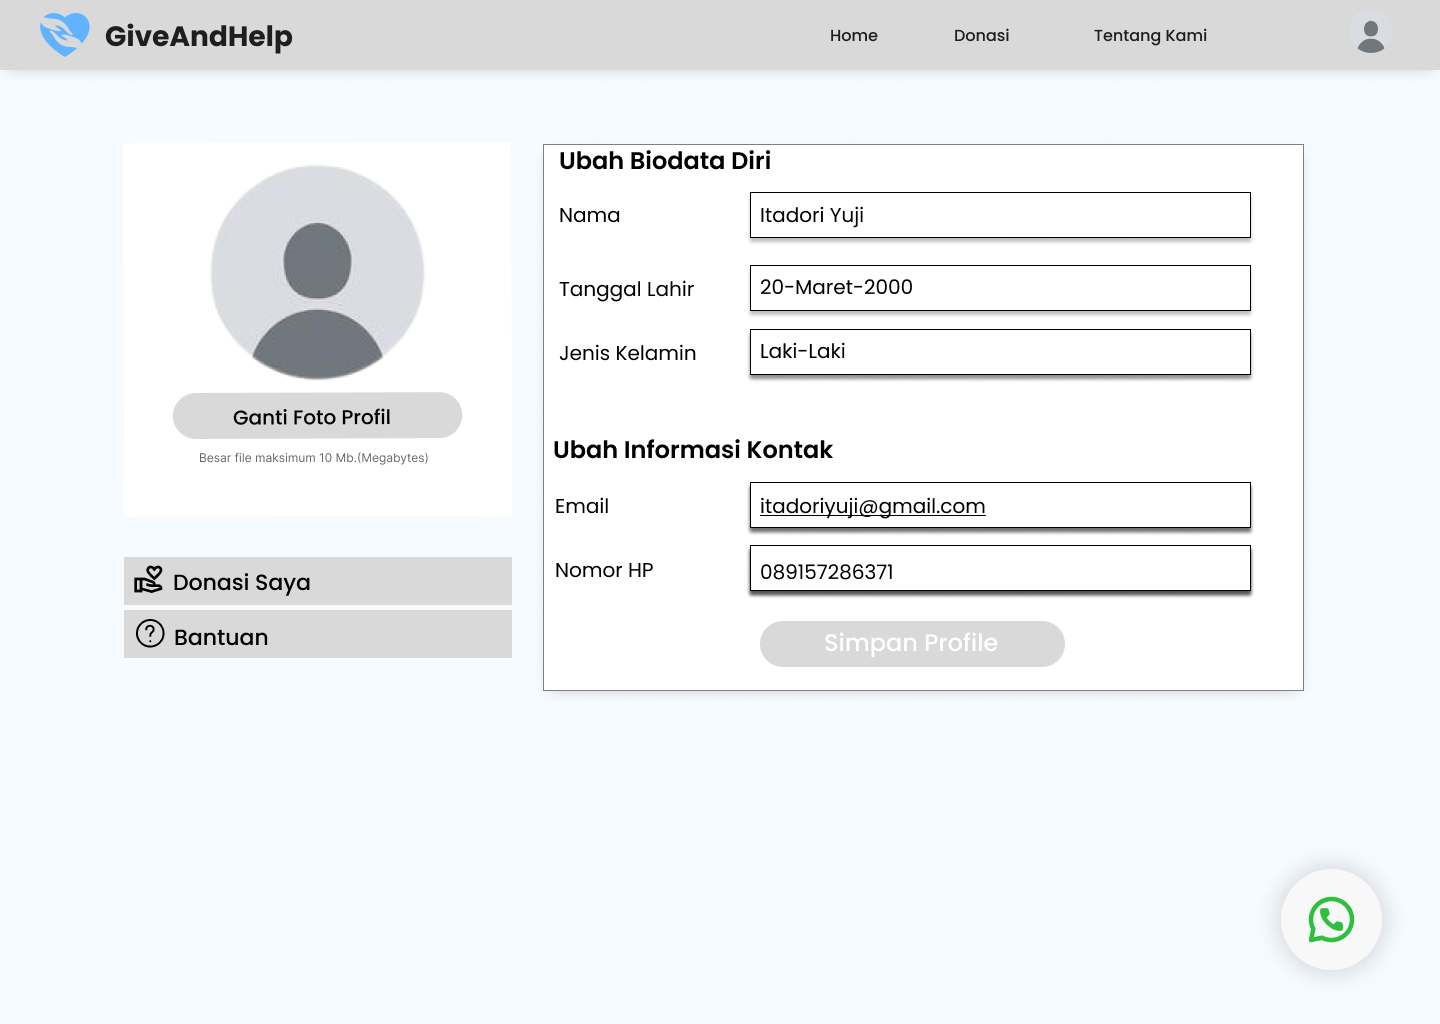 GiveAndHelp
Home
Donasi
Tentang Kami
Ganti Foto Profil
Besar file maksimum 10 Mb.(Megabytes)
Donasi Saya
Bantuan
Ubah Biodata Diri
Nama
Itadori Yuji
Tanggal Lahir
20-Maret-2000
Jenis Kelamin
Laki-Laki
Ubah Informasi Kontak
Email
itadoriyuji@gmail.com
Nomor HP
089157286371
Simpan Profile